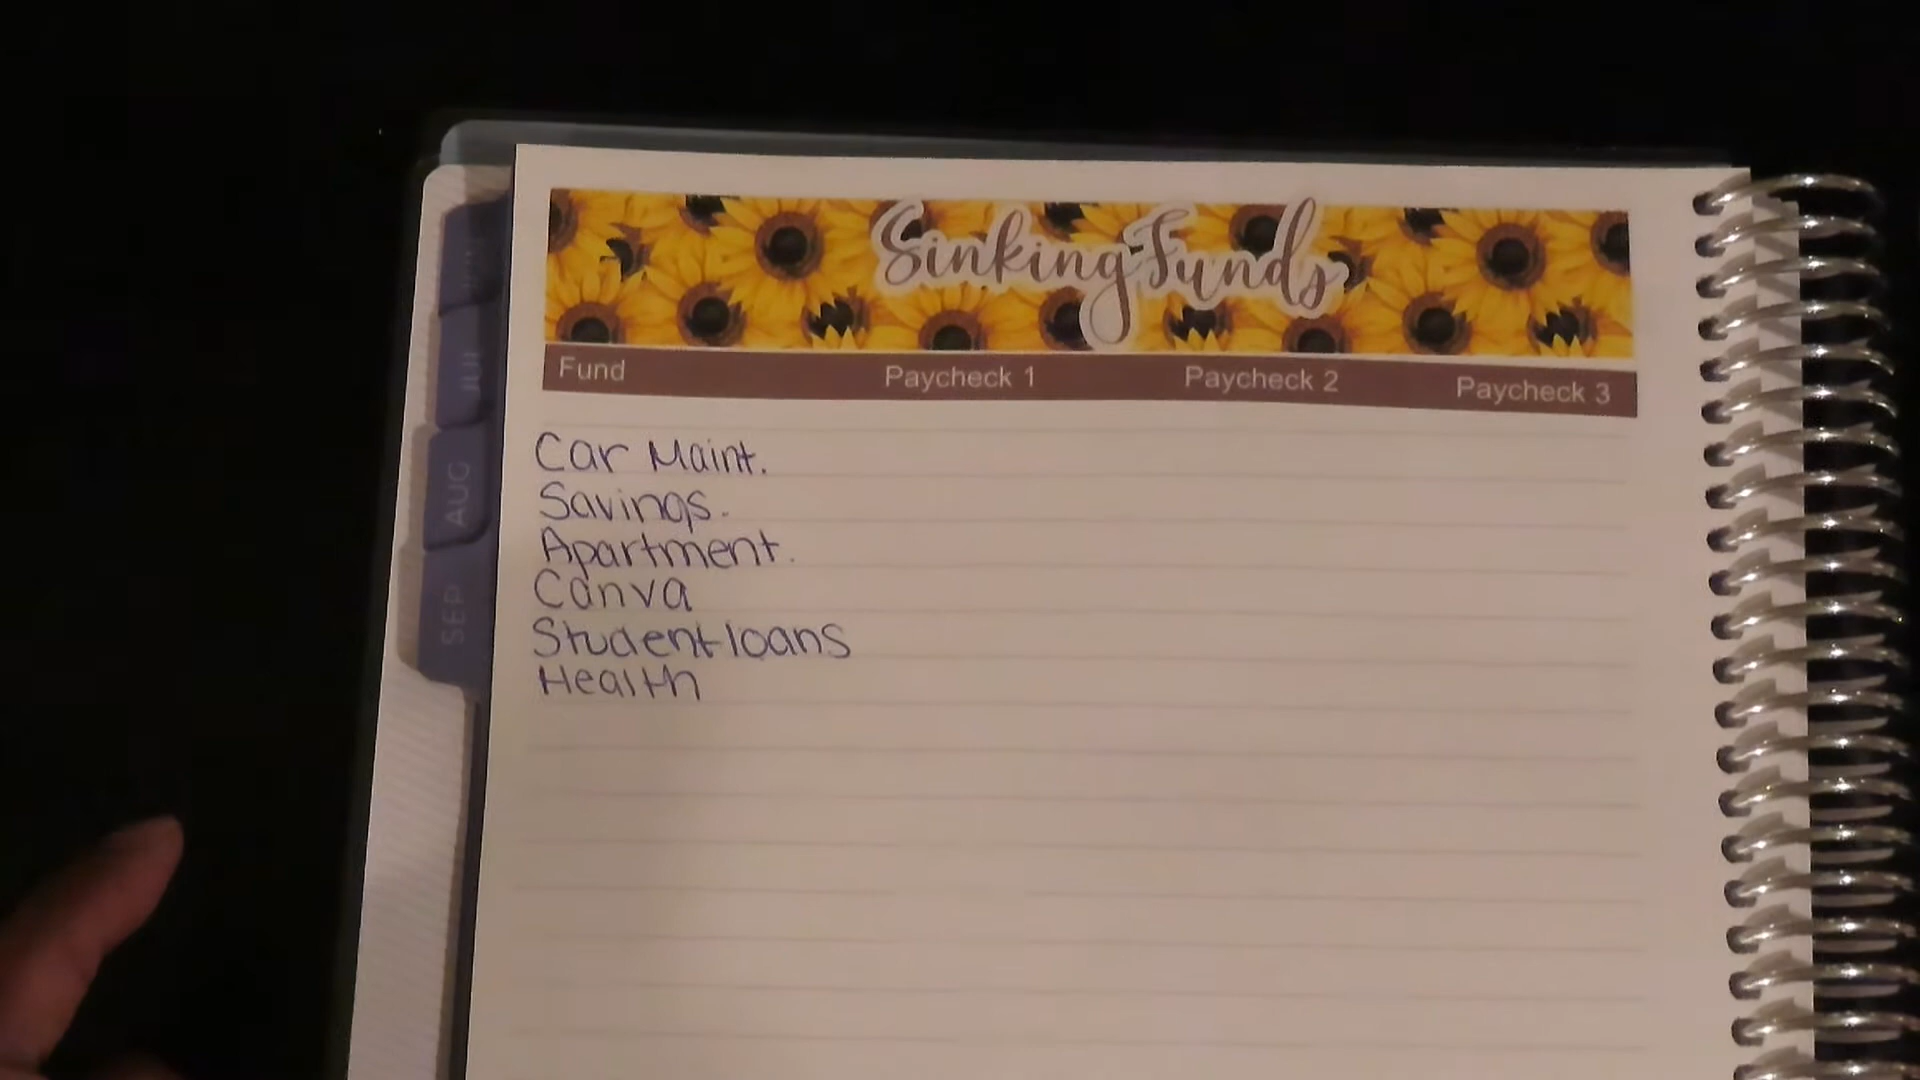 Sinking Funds
Fund Paycheck 1 Paycheck 2 Paycheck 3
Car Maint.
Savings.
Apartment.
Canva
Student loans
Health
JUL
AUG
SEP